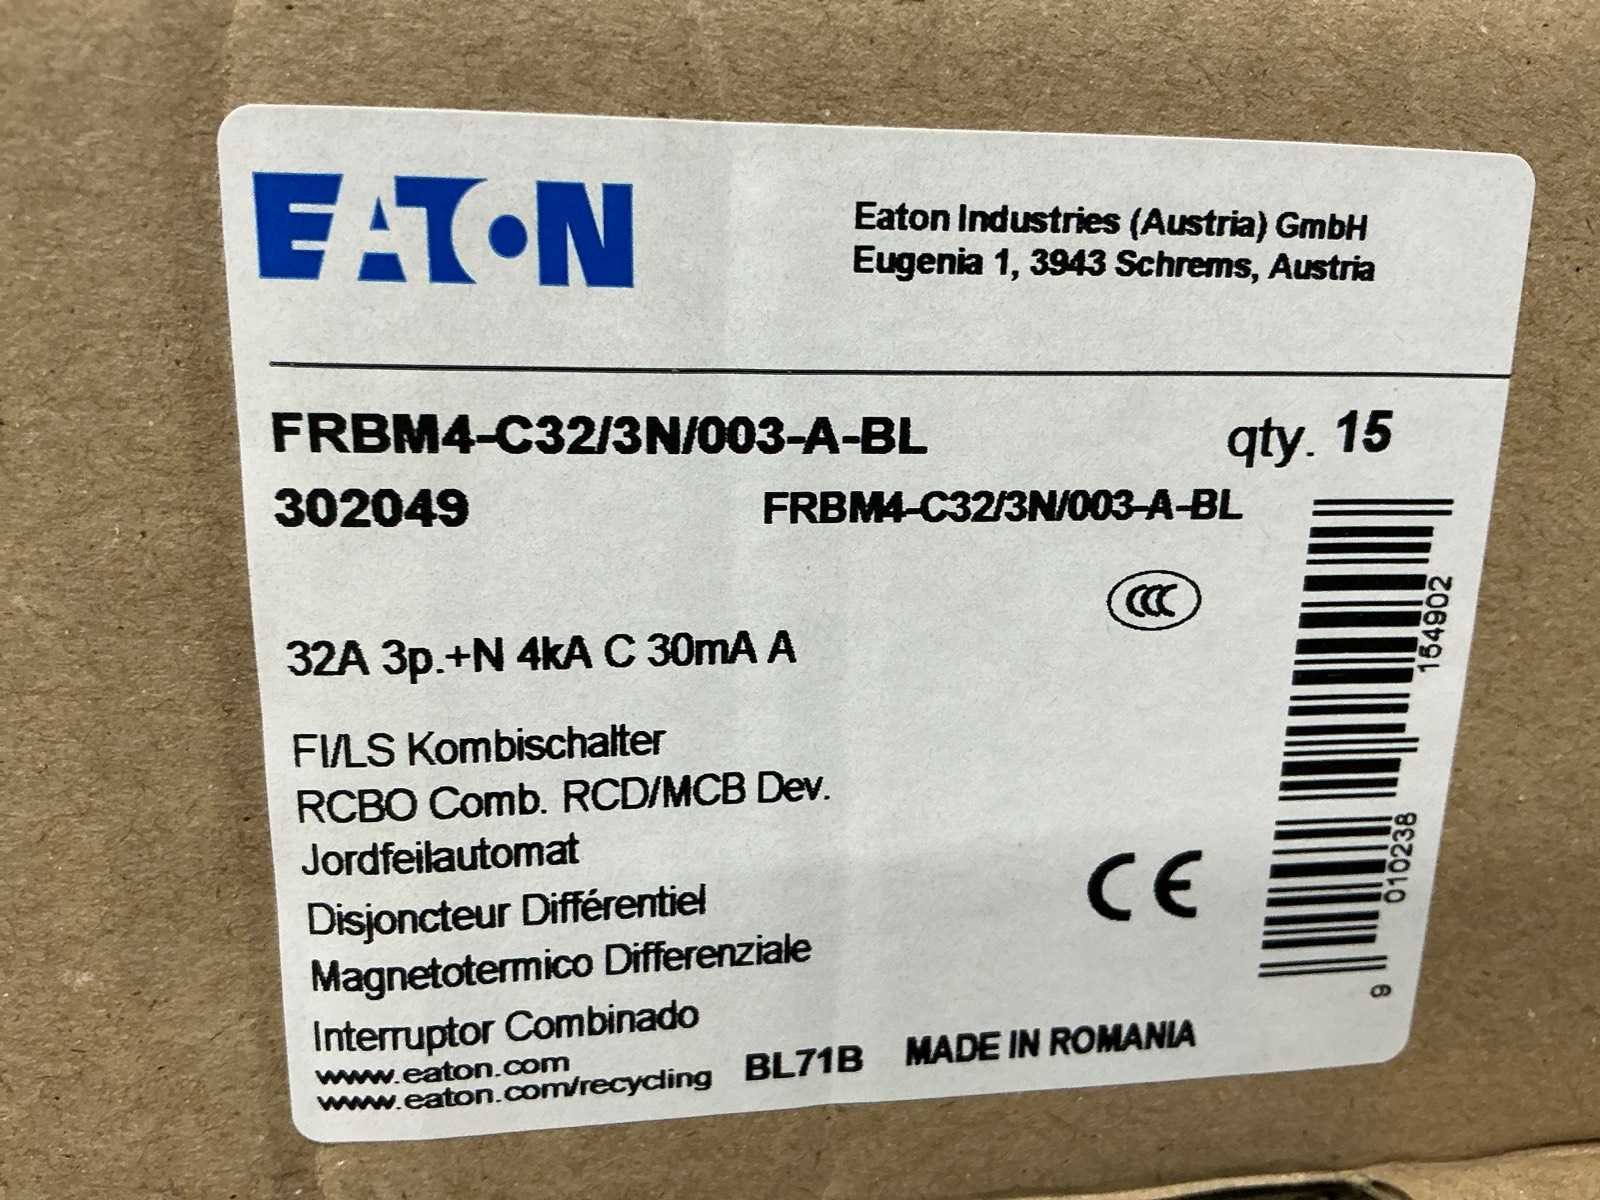 EATON
Eaton Industries (Austria) GmbH
Eugenia 1, 3943 Schrems, Austria
FRBM4-C32/3N/003-A-BL
qty. 15
302049
FRBM4-C32/3N/003-A-BL
CCC
32A 3p.+N 4kA C 30mA A
FI/LS Kombischalter
RCBO Comb. RCD/MCB Dev.
Jordfeilautomat
Disjoncteur Différentiel
Magnetotermico Differenziale
Interruptor Combinado
www.eaton.com
www.eaton.com/recycling
BL71B
MADE IN ROMANIA
CE
9 010238 154902